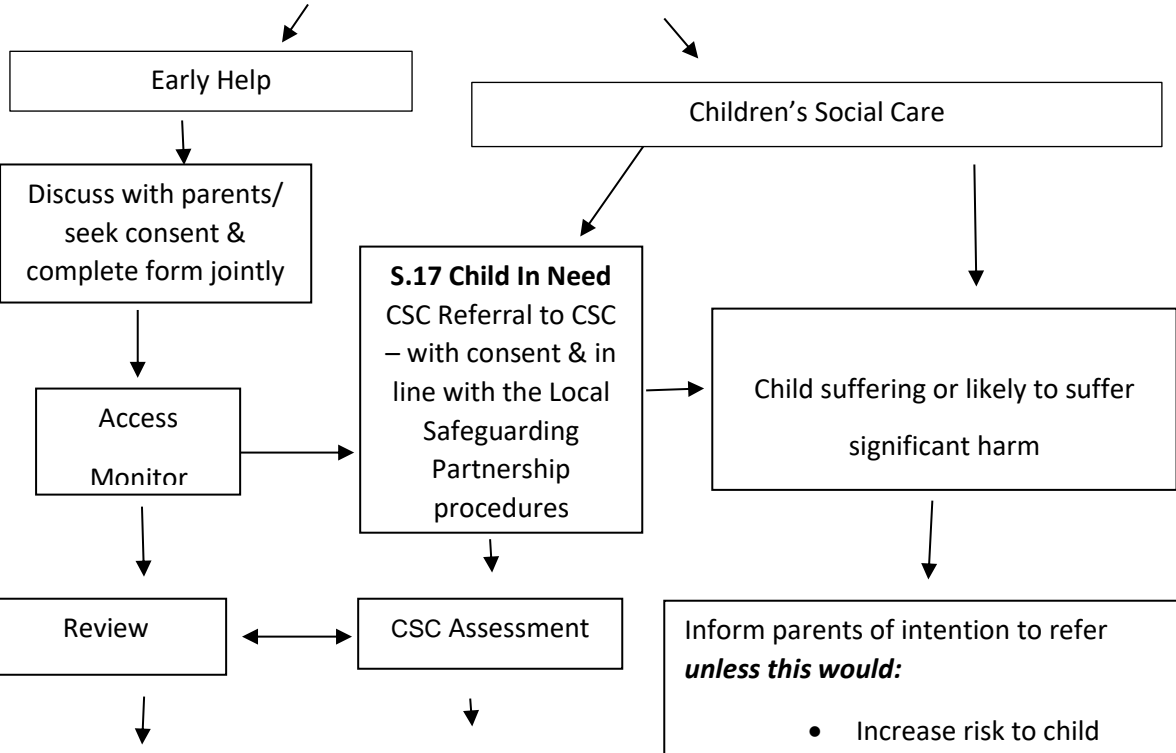 Early Help
Children’s Social Care
Discuss with parents/
seek consent &
complete form jointly
S.17 Child In Need
CSC Referral to CSC
– with consent & in
line with the Local
Safeguarding
Partnership
procedures
Child suffering or likely to suffer
significant harm
Access
Monitor
Review
CSC Assessment
Inform parents of intention to refer
unless this would:
• Increase risk to child